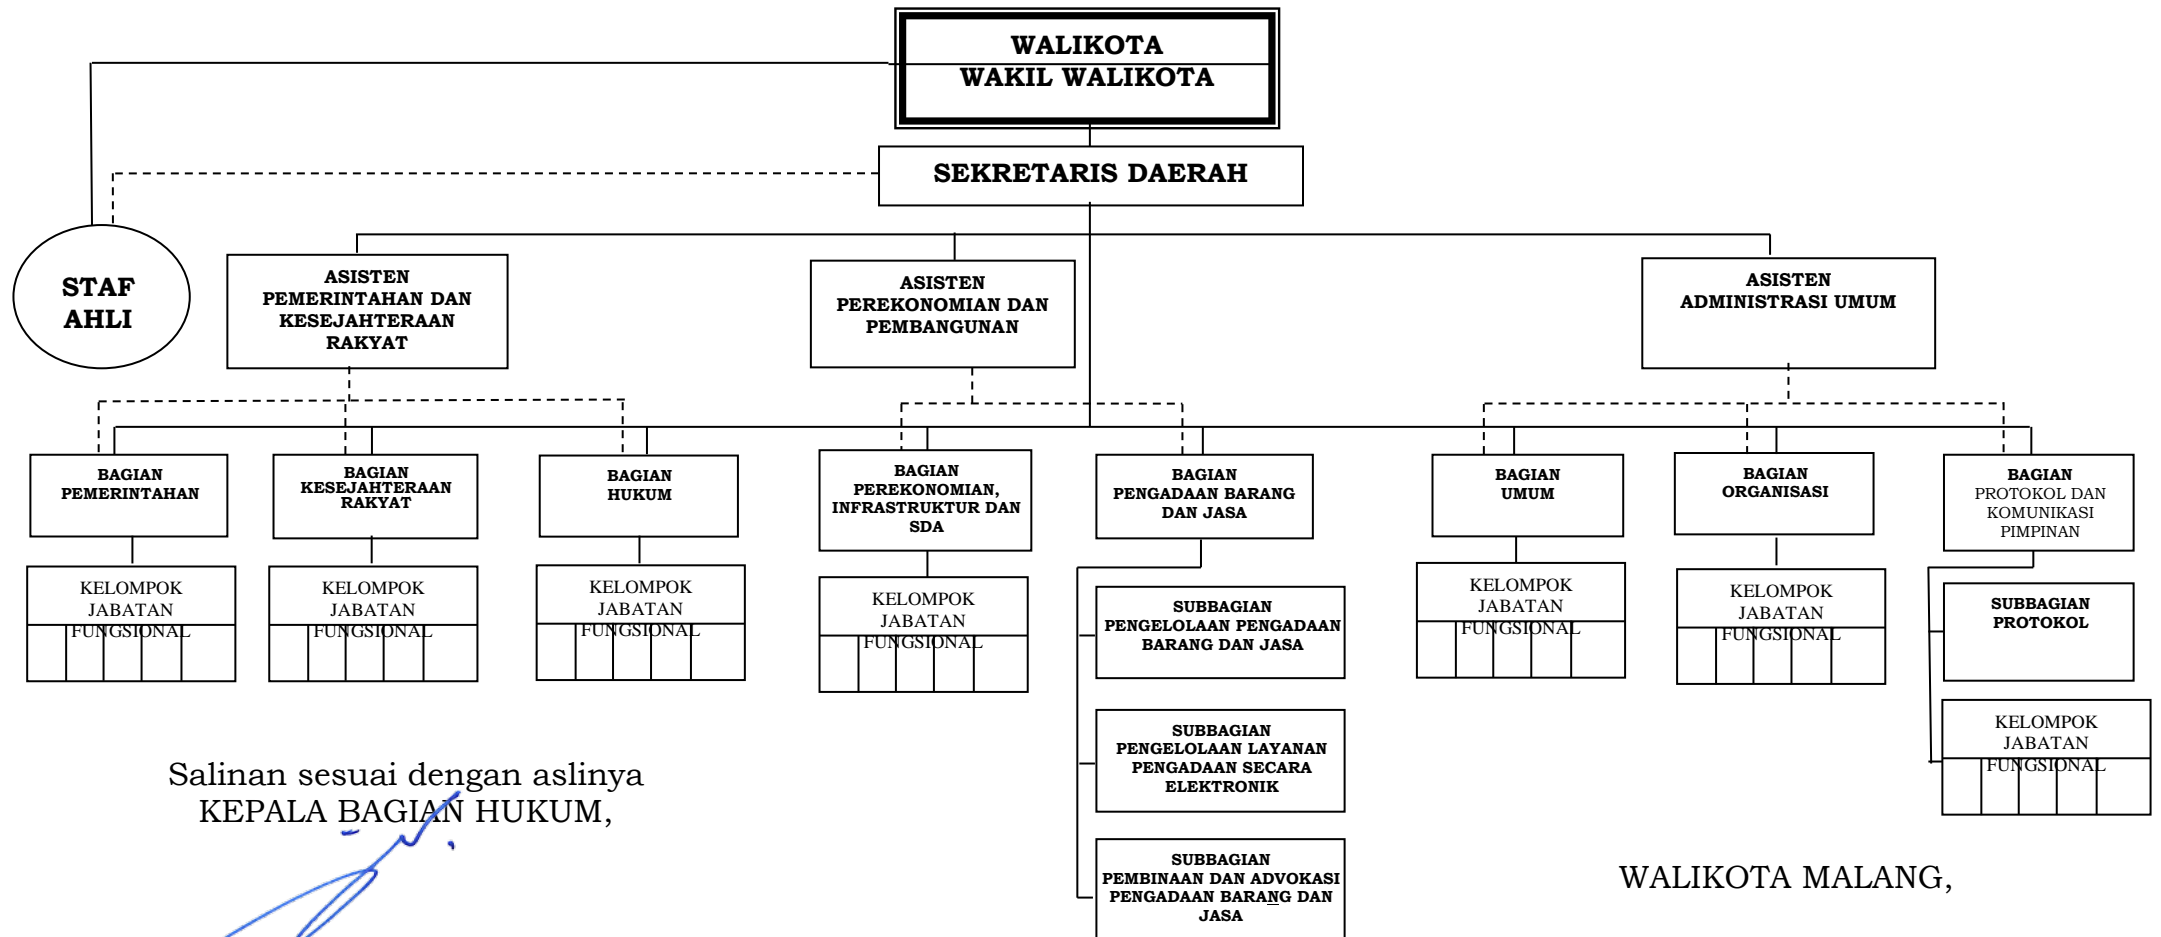 WALIKOTA
WAKIL WALIKOTA
SEKRETARIS DAERAH
STAF
AHLI
ASISTEN
PEMERINTAHAN DAN
KESEJAHTERAAN
RAKYAT
ASISTEN
PEREKONOMIAN DAN
PEMBANGUNAN
ASISTEN
ADMINISTRASI UMUM
BAGIAN
PEMERINTAHAN
BAGIAN
KESEJAHTERAAN
RAKYAT
BAGIAN
HUKUM
BAGIAN
PEREKONOMIAN,
INFRASTRUKTUR DAN
SDA
BAGIAN
PENGADAAN BARANG
DAN JASA
BAGIAN
UMUM
BAGIAN
ORGANISASI
BAGIAN
PROTOKOL DAN
KOMUNIKASI
PIMPINAN
KELOMPOK
JABATAN
FUNGSIONAL
KELOMPOK
JABATAN
FUNGSIONAL
KELOMPOK
JABATAN
FUNGSIONAL
KELOMPOK
JABATAN
FUNGSIONAL
SUBBAGIAN
PENGELOLAAN PENGADAAN
BARANG DAN JASA
SUBBAGIAN
PENGELOLAAN LAYANAN
PENGADAAN SECARA
ELEKTRONIK
SUBBAGIAN
PEMBINAAN DAN ADVOKASI
PENGADAAN BARANG DAN
JASA
KELOMPOK
JABATAN
FUNGSIONAL
KELOMPOK
JABATAN
FUNGSIONAL
SUBBAGIAN
PROTOKOL
KELOMPOK
JABATAN
FUNGSIONAL
Salinan sesuai dengan aslinya
KEPALA BAGIAN HUKUM,
WALIKOTA MALANG,